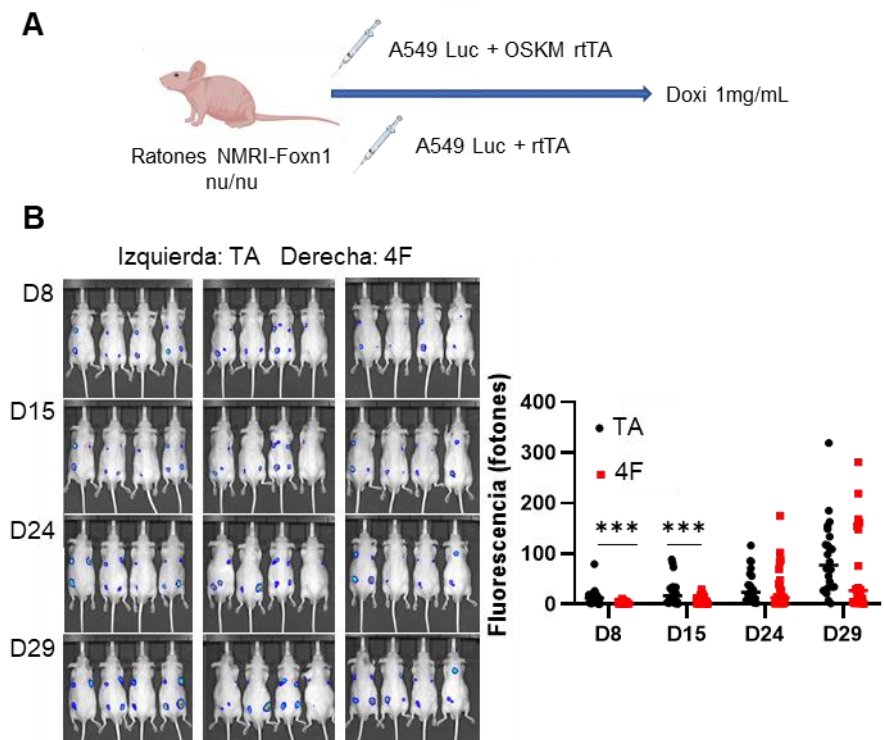 A
A549 Luc + OSKM rtTA
Doxi 1mg/mL
A549 Luc + rtTA
Ratones NMRI-Foxn1
nu/nu
B
Izquierda: TA Derecha: 4F
D8
D15
D24
D29
Fluorescencia (fotones)
400
300
200
100
0
TA
4F
*** ***
D8 D15 D24 D29